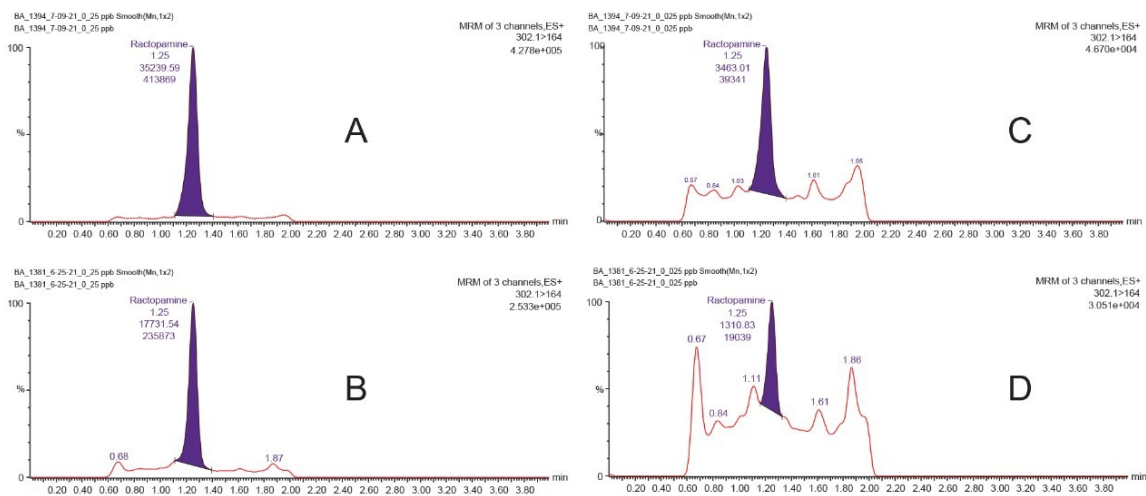 BA_1394_7-09-21_0_25 ppb Smooth(Mn,1x2)
BA_1394_7-09-21_0_25 ppb
MRM of 3 channels,ES+
302.1>164
4.278e+005
100
%
0
Ractopamine
1.25
35239.59
413869
A
0.20 0.40 0.60 0.80 1.00 1.20 1.40 1.60 1.80 2.00 2.20 2.40 2.60 2.80 3.00 3.20 3.40 3.60 3.80 min
BA_1394_7-09-21_0_025 ppb Smooth(Mn,1x2)
BA_1394_7-09-21_0_025 ppb
MRM of 3 channels,ES+
302.1>164
4.670e+004
100
%
0
Ractopamine
1.25
3463.01
39341
C
0.67 0.84 1.03 1.61 1.95
0.20 0.40 0.60 0.80 1.00 1.20 1.40 1.60 1.80 2.00 2.20 2.40 2.60 2.80 3.00 3.20 3.40 3.60 3.80 min
BA_1381_6-25-21_0_25 ppb Smooth(Mn,1x2)
BA_1381_6-25-21_0_25 ppb
MRM of 3 channels,ES+
302.1>164
2.533e+005
100
%
0
Ractopamine
1.25
17731.54
235873
B
0.68 1.87
0.20 0.40 0.60 0.80 1.00 1.20 1.40 1.60 1.80 2.00 2.20 2.40 2.60 2.80 3.00 3.20 3.40 3.60 3.80 min
BA_1381_6-25-21_0_025 ppb Smooth(Mn,1x2)
BA_1381_6-25-21_0_025 ppb
MRM of 3 channels,ES+
302.1>164
3.051e+004
100
%
0
Ractopamine
1.25
1310.83
19039
D
0.67 0.84 1.11 1.61 1.86
0.20 0.40 0.60 0.80 1.00 1.20 1.40 1.60 1.80 2.00 2.20 2.40 2.60 2.80 3.00 3.20 3.40 3.60 3.80 min